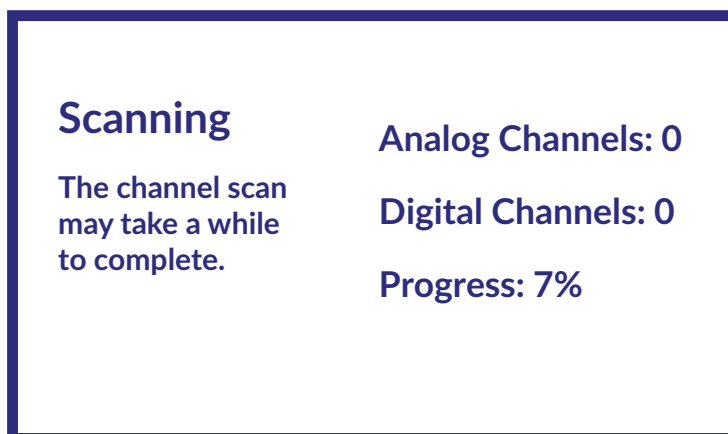 Scanning
The channel scan
may take a while
to complete.
Analog Channels: 0
Digital Channels: 0
Progress: 7%